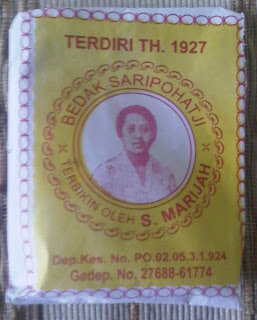 TERDIRI TH. 1927
BEDAK SARIPOHATJI
TERBIKIN OLEH S. MARIJAH
Dep.Kes. No. PO.02.05.3.1.924
Gedep. No. 27688-61774